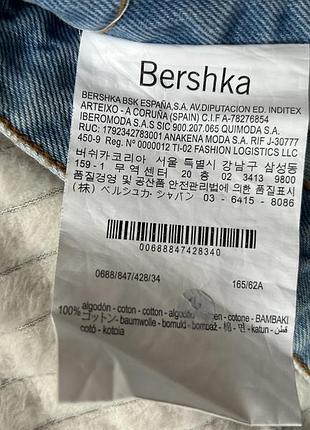 Bershka
BERSHKA BSK ESPAÑA,S.A. AV.DIPUTACION ED. INDITEX
ARTEIXO - A CORUÑA (SPAIN) C.I.F A-78276854
IBEROMODA S.A.S SIC 900.207.065 QUIMODA S.A.
RUC: 1792342783001 ANAKENA MODA S.A. RIF J-30777
450-9 Reg. Nº 0000012 TI-02 FASHION LOGISTICS LLC
버쉬카코리아 서울 특별시 강남구 삼성동
159-1 무역센터 20층 02 3413 9800
품질경영 및 공산품 안전관리법에 의한 품질표시
(株) ベルシュカ·シャパン 03 - 6415 - 8086
00688847428340
0688/847/428/34 165/62A
algodón - coton - cotton - algodão - cotone - BAMBAKI
100% コットン - baumwolle - bomuld - bombaž - 棉 - 면 - katun - قطن
cotó - kotoia